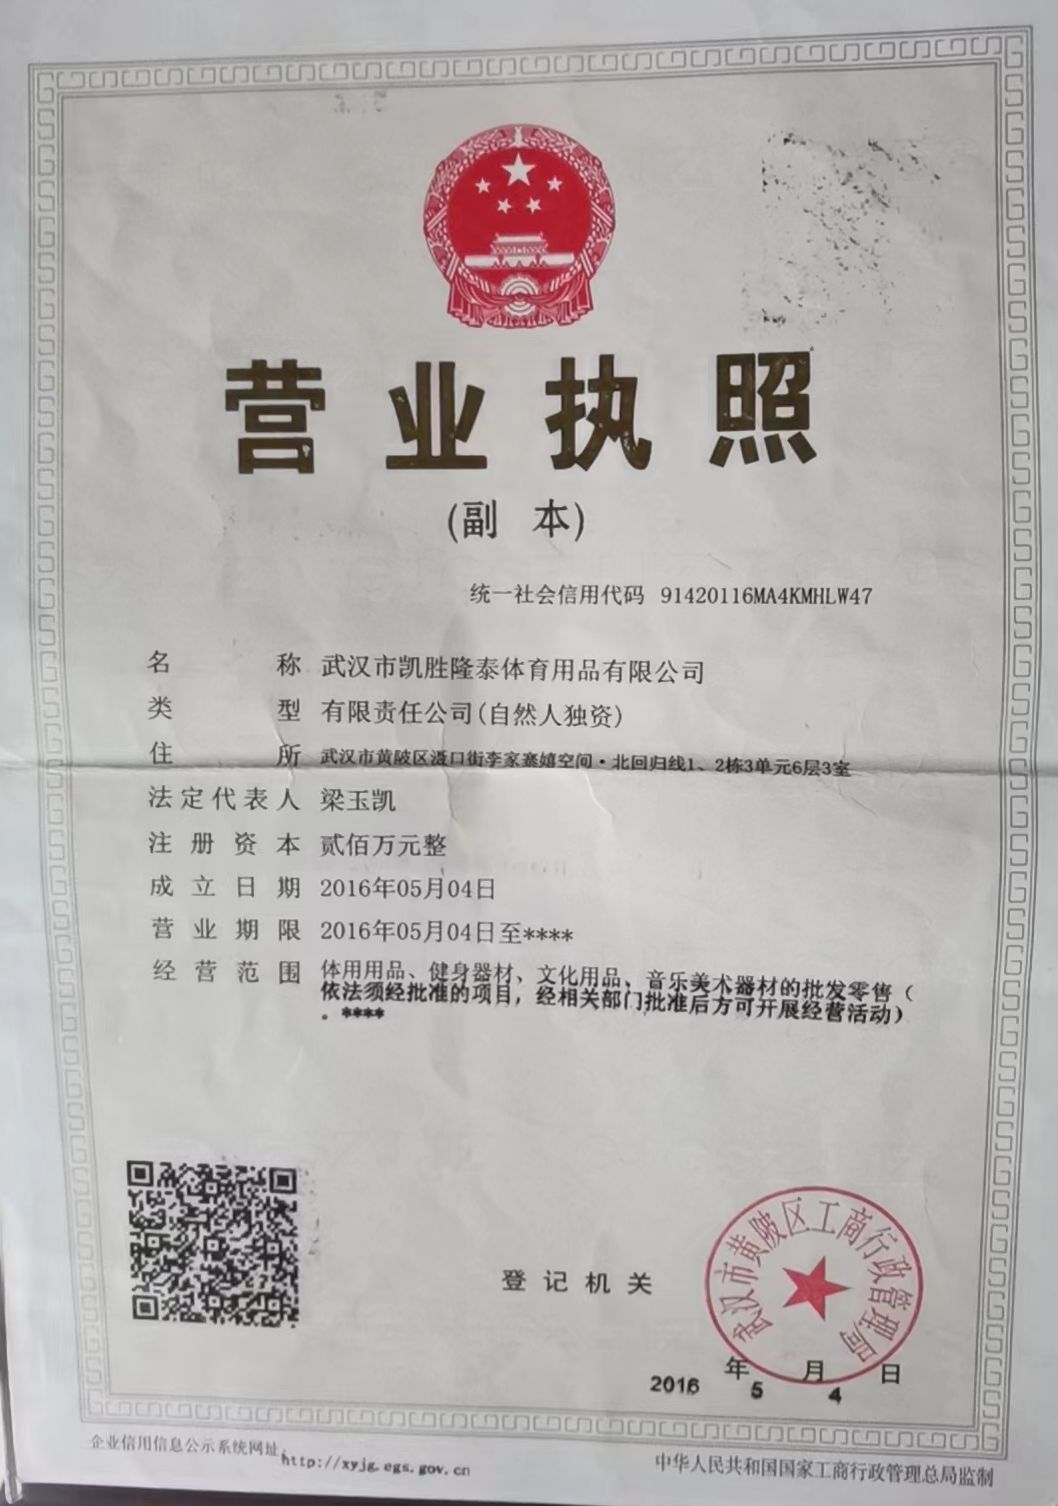 营业执照
(副 本)
统一社会信用代码 91420116MA4KMHLW47
名称 武汉市凯胜隆泰体育用品有限公司
类型 有限责任公司(自然人独资)
住所 武汉市黄陂区滠口街李家寨嬉空间·北回归线1、2栋3单元6层3室
法定代表人 梁玉凯
注册资本 贰佰万元整
成立日期 2016年05月04日
营业期限 2016年05月04日至****
经营范围 体用用品、健身器材、文化用品、音乐美术器材的批发零售(
依法须经批准的项目,经相关部门批准后方可开展经营活动)
。****
登记机关
武汉市黄陂区工商行政管理局
2016年5月4日
企业信用信息公示系统网址:http://xyjg.egs.gov.cn
中华人民共和国国家工商行政管理总局监制